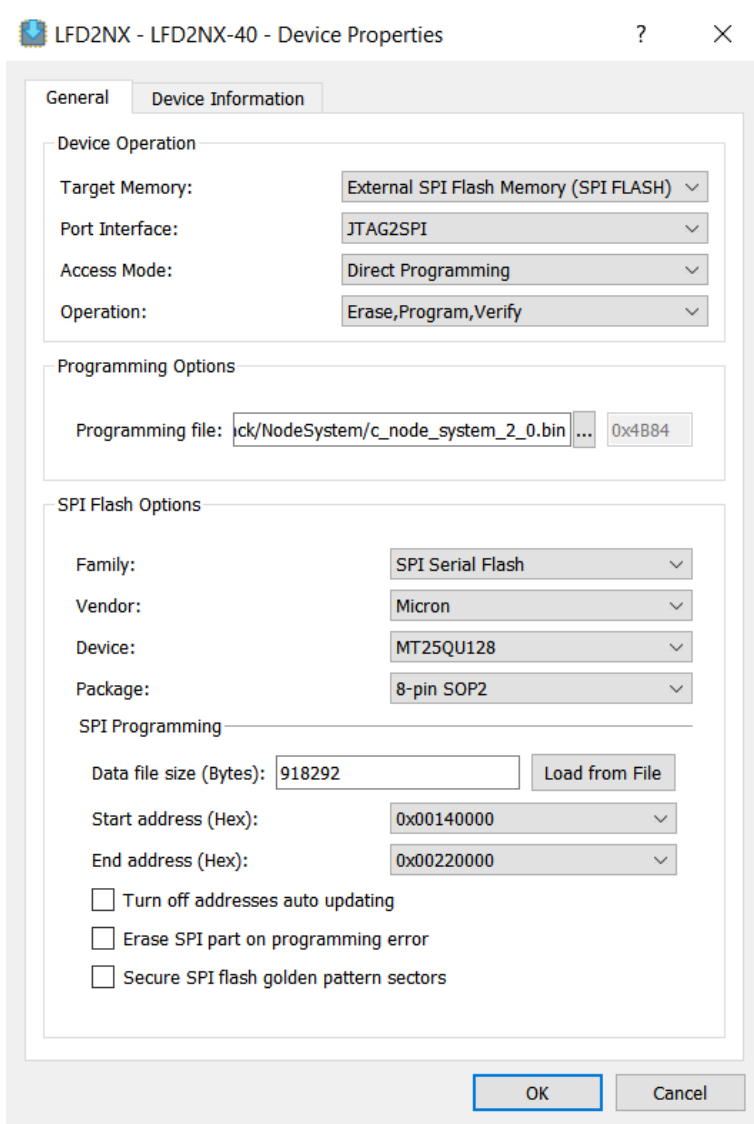 LFD2NX - LFD2NX-40 - Device Properties ? ×
General Device Information
Device Operation
Target Memory: External SPI Flash Memory (SPI FLASH)
Port Interface: JTAG2SPI
Access Mode: Direct Programming
Operation: Erase,Program,Verify
Programming Options
Programming file: ack/NodeSystem/c_node_system_2_0.bin ... 0x4B84
SPI Flash Options
Family: SPI Serial Flash
Vendor: Micron
Device: MT25QU128
Package: 8-pin SOP2
SPI Programming
Data file size (Bytes): 918292 Load from File
Start address (Hex): 0x00140000
End address (Hex): 0x00220000
Turn off addresses auto updating
Erase SPI part on programming error
Secure SPI flash golden pattern sectors
OK Cancel